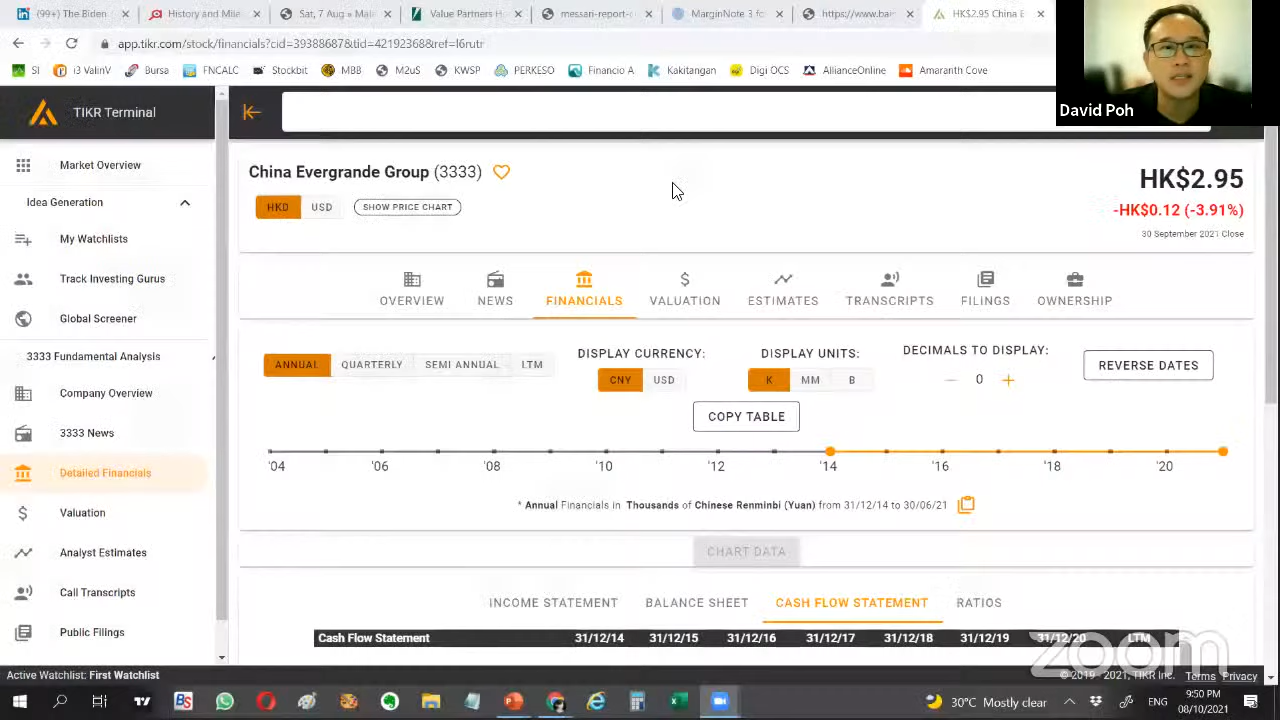 History and Miles
Sat, 7 Aug – Malek
Value Partners H
messari-report-c
MarginNote 3 fo
https://www.bain
HK$2.95 China E
app.tikr.com/stock/financials?cid=39388687&tid=42192368&ref=l6rutr
SI
i3 ValinV
Bursa
FNCALC
Stockbit
MBB
M2uS
KWSP
PERKESO
Financio A
Kakitangan
Digi OCS
AllianceOnline
Amaranth Cove
David Poh
TIKR Terminal
Market Overview
Idea Generation
My Watchlists
Track Investing Gurus
Global Screener
3333 Fundamental Analysis
Company Overview
3333 News
Detailed Financials
Valuation
Analyst Estimates
Call Transcripts
Public Filings
China Evergrande Group (3333)
HKD USD SHOW PRICE CHART
HK$2.95
-HK$0.12 (-3.91%)
30 September 2021 Close
OVERVIEW NEWS FINANCIALS VALUATION ESTIMATES TRANSCRIPTS FILINGS OWNERSHIP
ANNUAL QUARTERLY SEMI ANNUAL LTM
DISPLAY CURRENCY:
CNY USD
DISPLAY UNITS:
K MM B
DECIMALS TO DISPLAY:
0
REVERSE DATES
COPY TABLE
'04 '06 '08 '10 '12 '14 '16 '18 '20
* Annual Financials in Thousands of Chinese Renminbi (Yuan) from 31/12/14 to 30/06/21
CHART DATA
INCOME STATEMENT BALANCE SHEET CASH FLOW STATEMENT RATIOS
Cash Flow Statement 31/12/14 31/12/15 31/12/16 31/12/17 31/12/18 31/12/19 31/12/20 LTM
zoom
Active Watchlist: First Watchlist
© 2019 - 2021, TIKR Inc. Terms Privacy
30°C Mostly clear
ENG
9:50 PM
08/10/2021